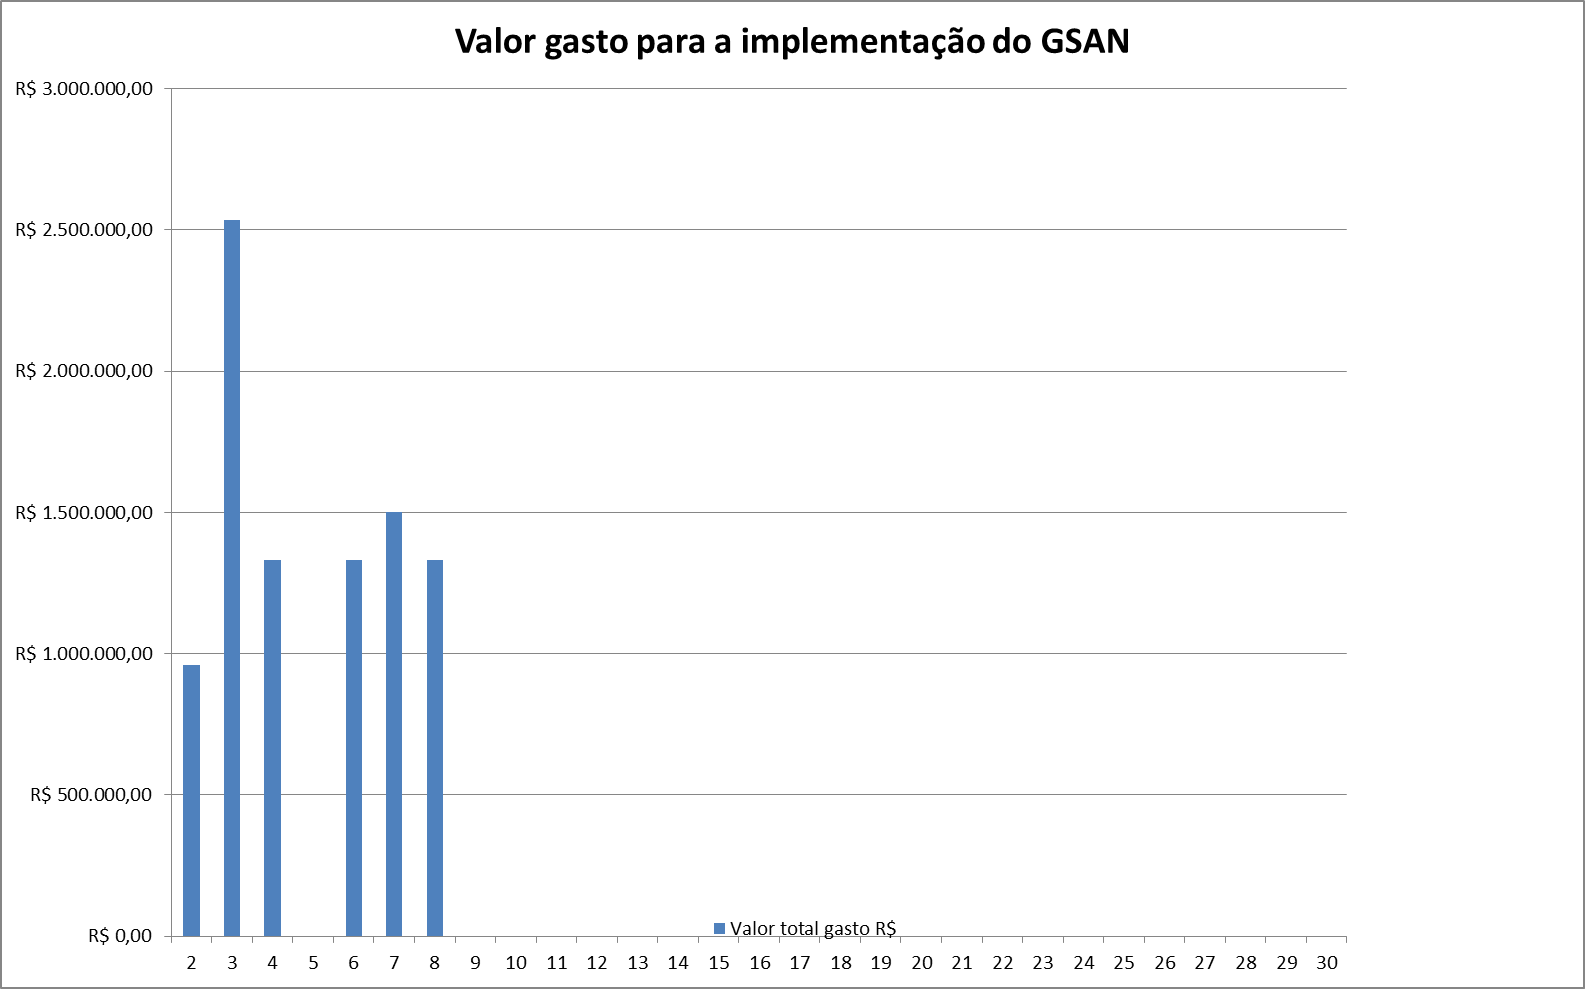 Valor gasto para a implementação do GSAN
R$ 3.000.000,00
R$ 2.500.000,00
R$ 2.000.000,00
R$ 1.500.000,00
R$ 1.000.000,00
R$ 500.000,00
R$ 0,00
Valor total gasto R$
2 3 4 5 6 7 8 9 10 11 12 13 14 15 16 17 18 19 20 21 22 23 24 25 26 27 28 29 30